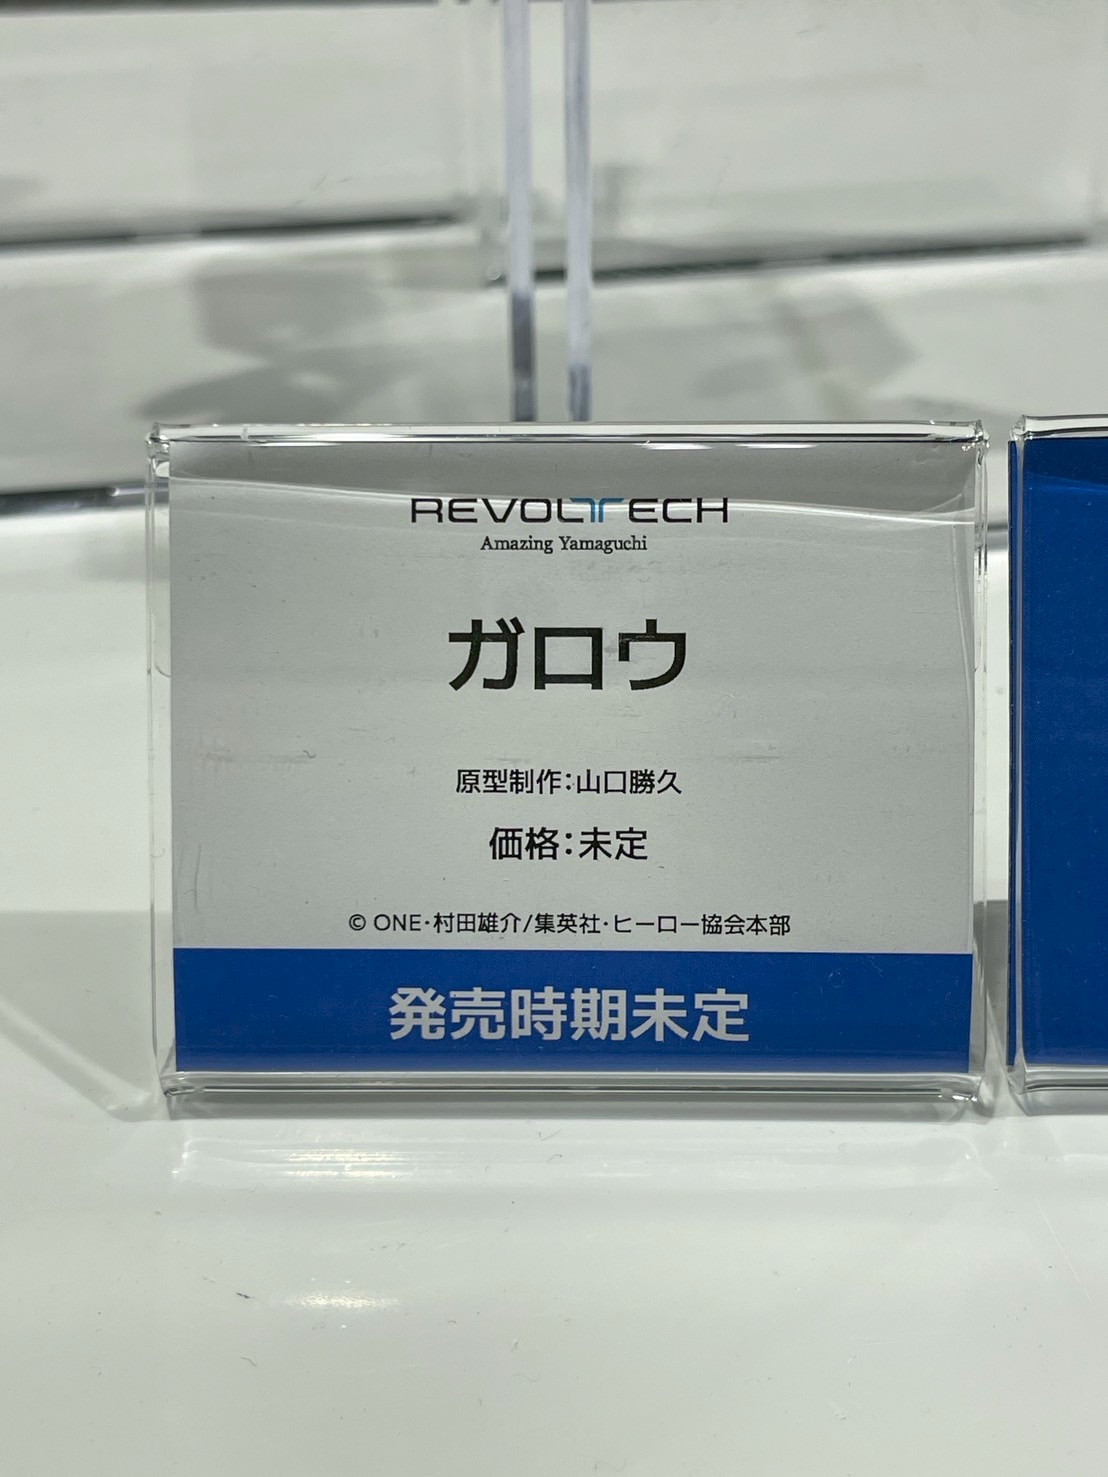 REVOLTECH
Amazing Yamaguchi
ガロウ
原型制作:山口勝久
価格:未定
© ONE・村田雄介/集英社・ヒーロー協会本部
発売時期未定